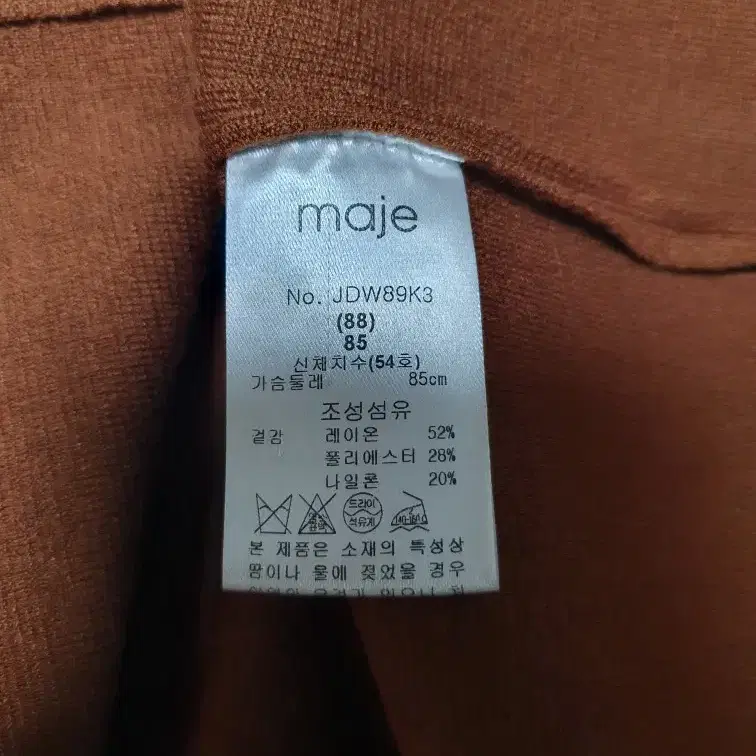 maje
No. JDW89K3
(88)
85
신체치수(54호)
가슴둘레 85cm
조성섬유
겉감 레이온 52%
폴리에스터 28%
나일론 20%
드라이
석유계
본 제품은 소재의 특성상
땀이나 물에 젖었을 경우